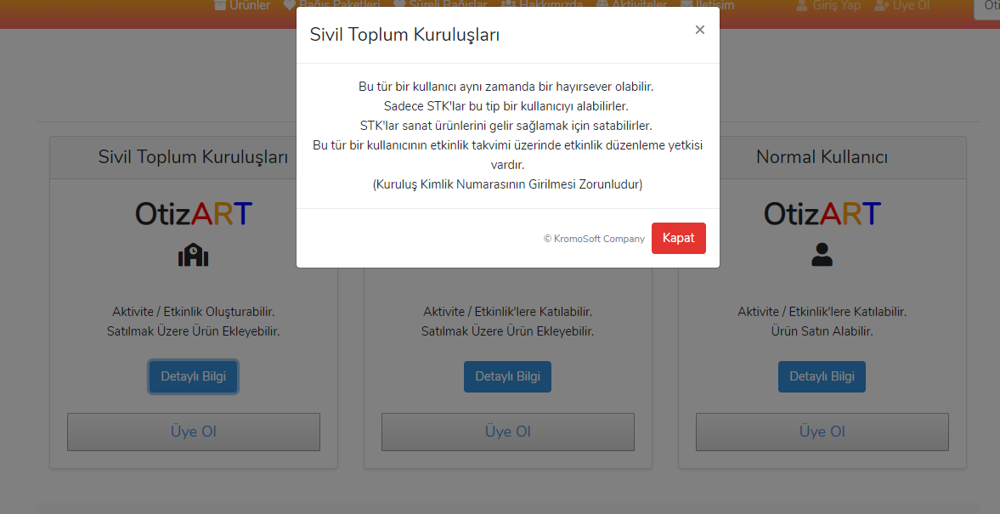 Ürünler
Bağış Paketleri
Süreli Bağışlar
Hakkımızda
Aktiviteler
İletişim
Giriş Yap
Üye Ol
Oti
Sivil Toplum Kuruluşları
×
Bu tür bir kullanıcı aynı zamanda bir hayırsever olabilir.
Sadece STK'lar bu tip bir kullanıcıyı alabilirler.
STK'lar sanat ürünlerini gelir sağlamak için satabilirler.
Bu tür bir kullanıcının etkinlik takvimi üzerinde etkinlik düzenleme yetkisi
vardır.
(Kuruluş Kimlik Numarasının Girilmesi Zorunludur)
© KromoSoft Company
Kapat
Sivil Toplum Kuruluşları
OtizART
Aktivite / Etkinlik Oluşturabilir.
Satılmak Üzere Ürün Ekleyebilir.
Detaylı Bilgi
Üye Ol
Aktivite / Etkinlik'lere Katılabilir.
Satılmak Üzere Ürün Ekleyebilir.
Detaylı Bilgi
Üye Ol
Normal Kullanıcı
OtizART
Aktivite / Etkinlik'lere Katılabilir.
Ürün Satın Alabilir.
Detaylı Bilgi
Üye Ol